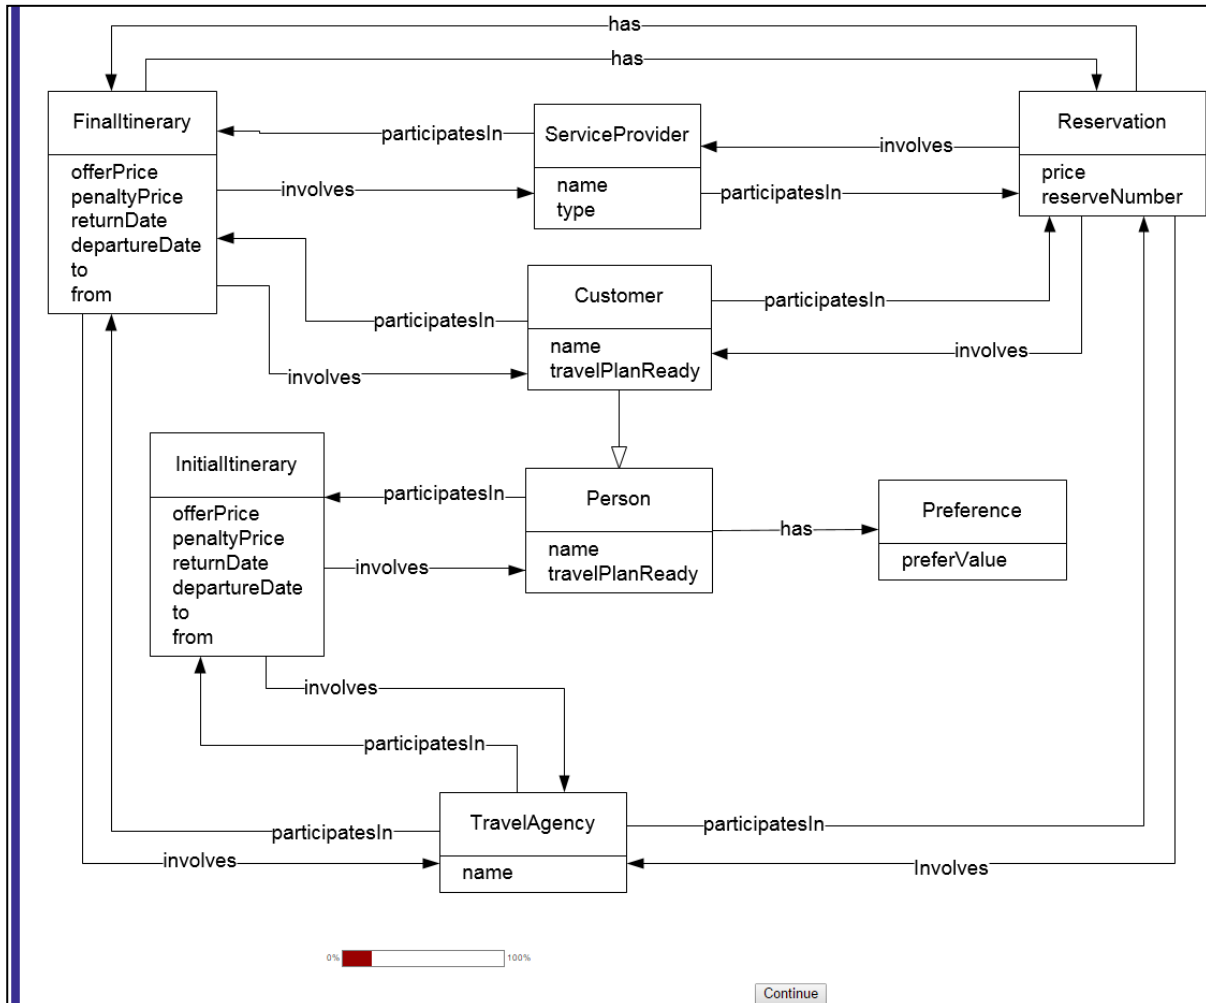 has
has
FinalItinerary
offerPrice
penaltyPrice
returnDate
departureDate
to
from
participatesIn
ServiceProvider
name
type
involves
involves
participatesIn
Reservation
price
reserveNumber
participatesIn
involves
Customer
name
travelPlanReady
participatesIn
involves
InitialItinerary
offerPrice
penaltyPrice
returnDate
departureDate
to
from
participatesIn
involves
Person
name
travelPlanReady
has
Preference
preferValue
involves
participatesIn
participatesIn
involves
TravelAgency
name
participatesIn
Involves
0%
100%
Continue